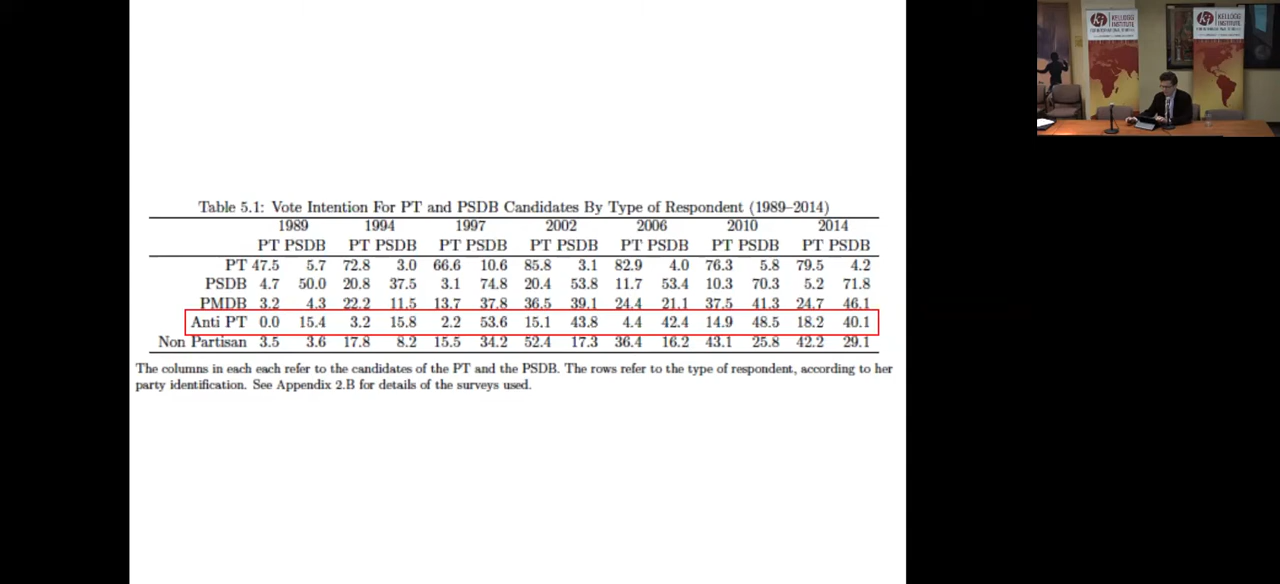 Table 5.1: Vote Intention For PT and PSDB Candidates By Type of Respondent (1989–2014)
1989 1994 1997 2002 2006 2010 2014
PT PSDB PT PSDB PT PSDB PT PSDB PT PSDB PT PSDB PT PSDB
PT 47.5 5.7 72.8 3.0 66.6 10.6 85.8 3.1 82.9 4.0 76.3 5.8 79.5 4.2
PSDB 4.7 50.0 20.8 37.5 3.1 74.8 20.4 53.8 11.7 53.4 10.3 70.3 5.2 71.8
PMDB 3.2 4.3 22.2 11.5 13.7 37.8 36.5 39.1 24.4 21.1 37.5 41.3 24.7 46.1
Anti PT 0.0 15.4 3.2 15.8 2.2 53.6 15.1 43.8 4.4 42.4 14.9 48.5 18.2 40.1
Non Partisan 3.5 3.6 17.8 8.2 15.5 34.2 52.4 17.3 36.4 16.2 43.1 25.8 42.2 29.1
The columns in each each refer to the candidates of the PT and the PSDB. The rows refer to the type of respondent, according to her
party identification. See Appendix 2.B for details of the surveys used.
KELLOGG
INSTITUTE
KELLOGG
INSTITUTE